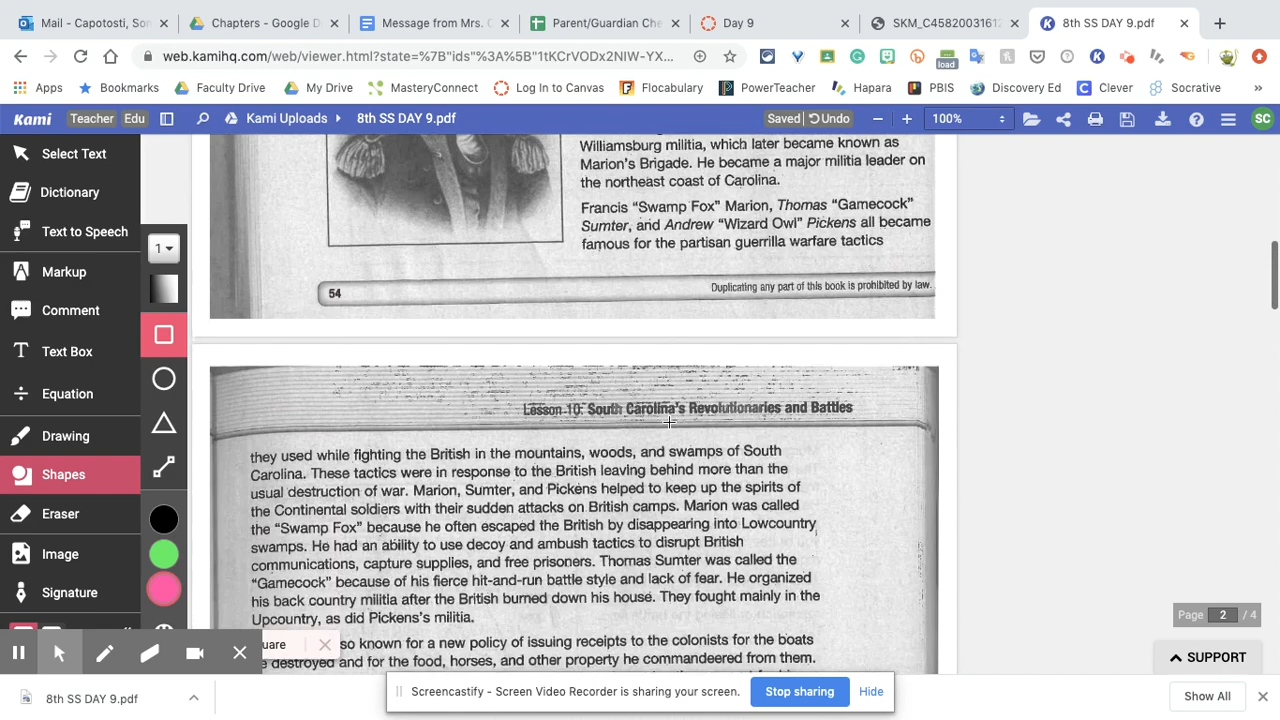 Mail - Capotosti, Son
Chapters - Google D
Message from Mrs. C
Parent/Guardian Che
Day 9
SKM_C45820031612
8th SS DAY 9.pdf
web.kamihq.com/web/viewer.html?state=%7B"ids"%3A%5B"1tKCrVODx2NIW-YX...
load
SC
Apps
Bookmarks
Faculty Drive
My Drive
MasteryConnect
Log In to Canvas
Flocabulary
PowerTeacher
Hapara
PBIS
Discovery Ed
Clever
Socrative
»
Kami
Teacher
Edu
Kami Uploads
8th SS DAY 9.pdf
Saved
Undo
100%
SC
Select Text
Dictionary
Text to Speech
Markup
Comment
Text Box
Equation
Drawing
Shapes
Eraser
Image
Signature
1
Williamsburg militia, which later became known as
Marion's Brigade. He became a major militia leader on
the northeast coast of Carolina.
Francis “Swamp Fox” Marion, Thomas “Gamecock”
Sumter, and Andrew “Wizard Owl” Pickens all became
famous for the partisan guerrilla warfare tactics
54
Duplicating any part of this book is prohibited by law.
Lesson 10: South Carolina's Revolutionaries and Battles
they used while fighting the British in the mountains, woods, and swamps of South
Carolina. These tactics were in response to the British leaving behind more than the
usual destruction of war. Marion, Sumter, and Pickens helped to keep up the spirits of
the Continental soldiers with their sudden attacks on British camps. Marion was called
the “Swamp Fox” because he often escaped the British by disappearing into Lowcountry
swamps. He had an ability to use decoy and ambush tactics to disrupt British
communications, capture supplies, and free prisoners. Thomas Sumter was called the
“Gamecock” because of his fierce hit-and-run battle style and lack of fear. He organized
his back country militia after the British burned down his house. They fought mainly in the
Upcountry, as did Pickens's militia.
so known for a new policy of issuing receipts to the colonists for the boats
e destroyed and for the food, horses, and other property he commandeered from them.
uare
Page 2 / 4
SUPPORT
8th SS DAY 9.pdf
Screencastify - Screen Video Recorder is sharing your screen.
Stop sharing
Hide
Show All